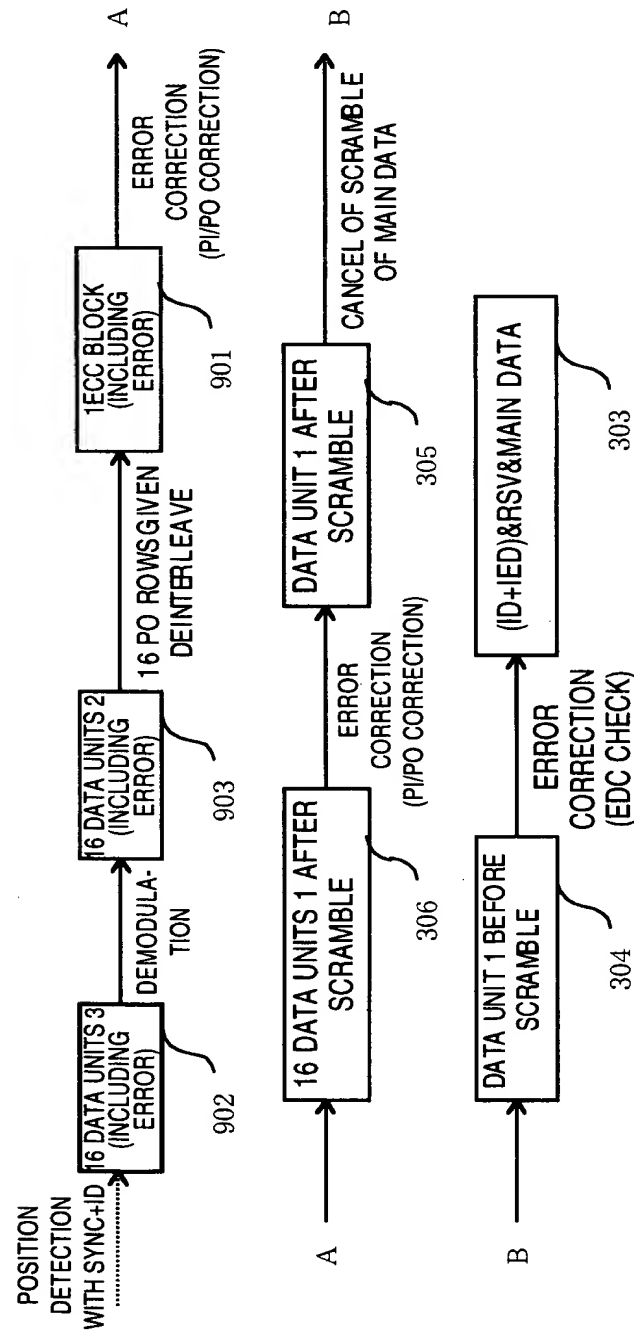 POSITION
DETECTION
WITH SYNC+ID
16 DATA UNITS 3
(INCLUDING
ERROR)
902
DEMODULA-
TION
16 DATA UNITS 2
(INCLUDING
ERROR)
903
16 PO ROWS GIVEN
DEINTERLEAVE
1ECC BLOCK
(INCLUDING
ERROR)
901
ERROR
CORRECTION
(PI/PO CORRECTION)
A
A
16 DATA UNITS 1 AFTER
SCRAMBLE
306
ERROR
CORRECTION
(PI/PO CORRECTION)
DATA UNIT 1 AFTER
SCRAMBLE
305
CANCEL OF SCRAMBLE
OF MAIN DATA
B
B
DATA UNIT 1 BEFORE
SCRAMBLE
304
ERROR
CORRECTION
(EDC CHECK)
(ID+IED)&RSV&MAIN DATA
303